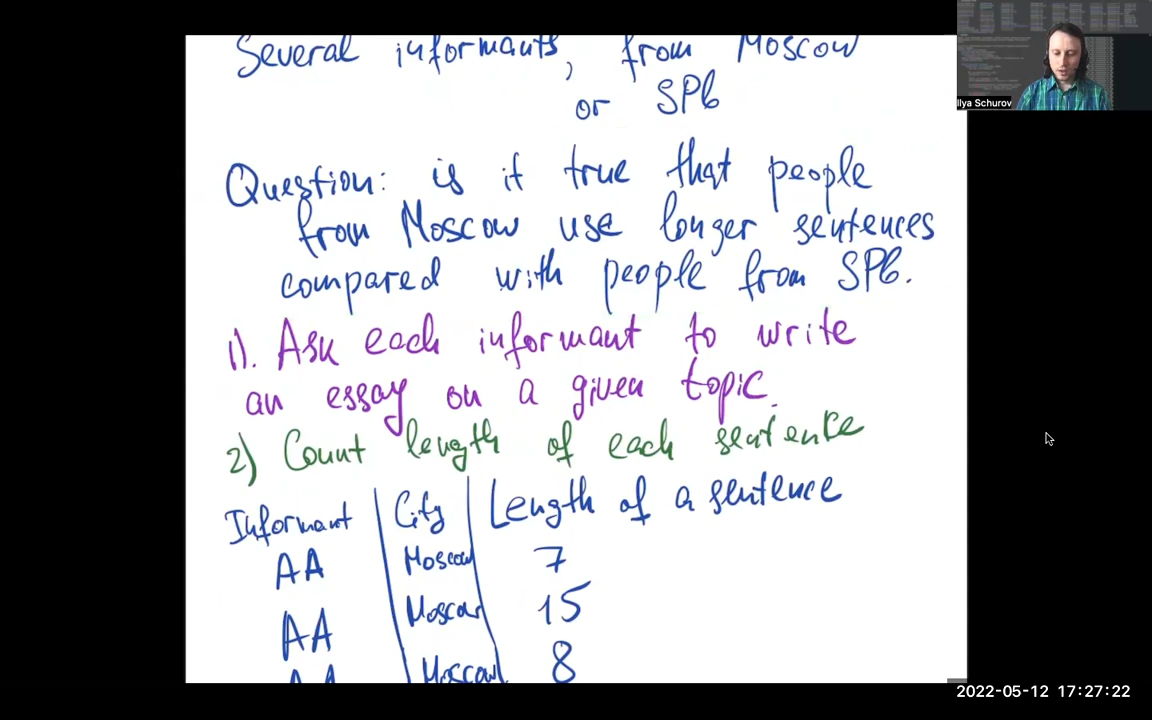 Several informants, from Moscow
or SPb
Question: is it true that people
from Moscow use longer sentences
compared with people from SPb.
1). Ask each informant to write
an essay on a given topic.
2) Count length of each sentence
Informant City Length of a sentence
AA Moscow 7
AA Moscow 15
AA Moscow 8
Ilya Schurov
2022-05-12 17:27:22